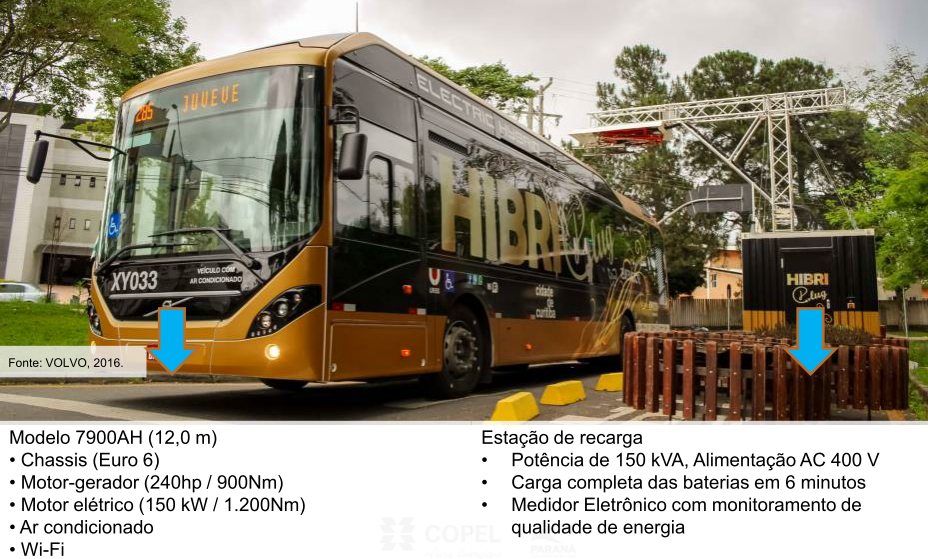 285 JUVEVE
ELECTRIC HYBRID
HIBRI
Plug
XY033
VEÍCULO COM
AR CONDICIONADO
cidade
de
curitiba
HIBRI
Plug
Fonte: VOLVO, 2016.
Modelo 7900AH (12,0 m)
• Chassis (Euro 6)
• Motor-gerador (240hp / 900Nm)
• Motor elétrico (150 kW / 1.200Nm)
• Ar condicionado
• Wi-Fi
Estação de recarga
• Potência de 150 kVA, Alimentação AC 400 V
• Carga completa das baterias em 6 minutos
• Medidor Eletrônico com monitoramento de
qualidade de energia
COPEL
PARANÁ